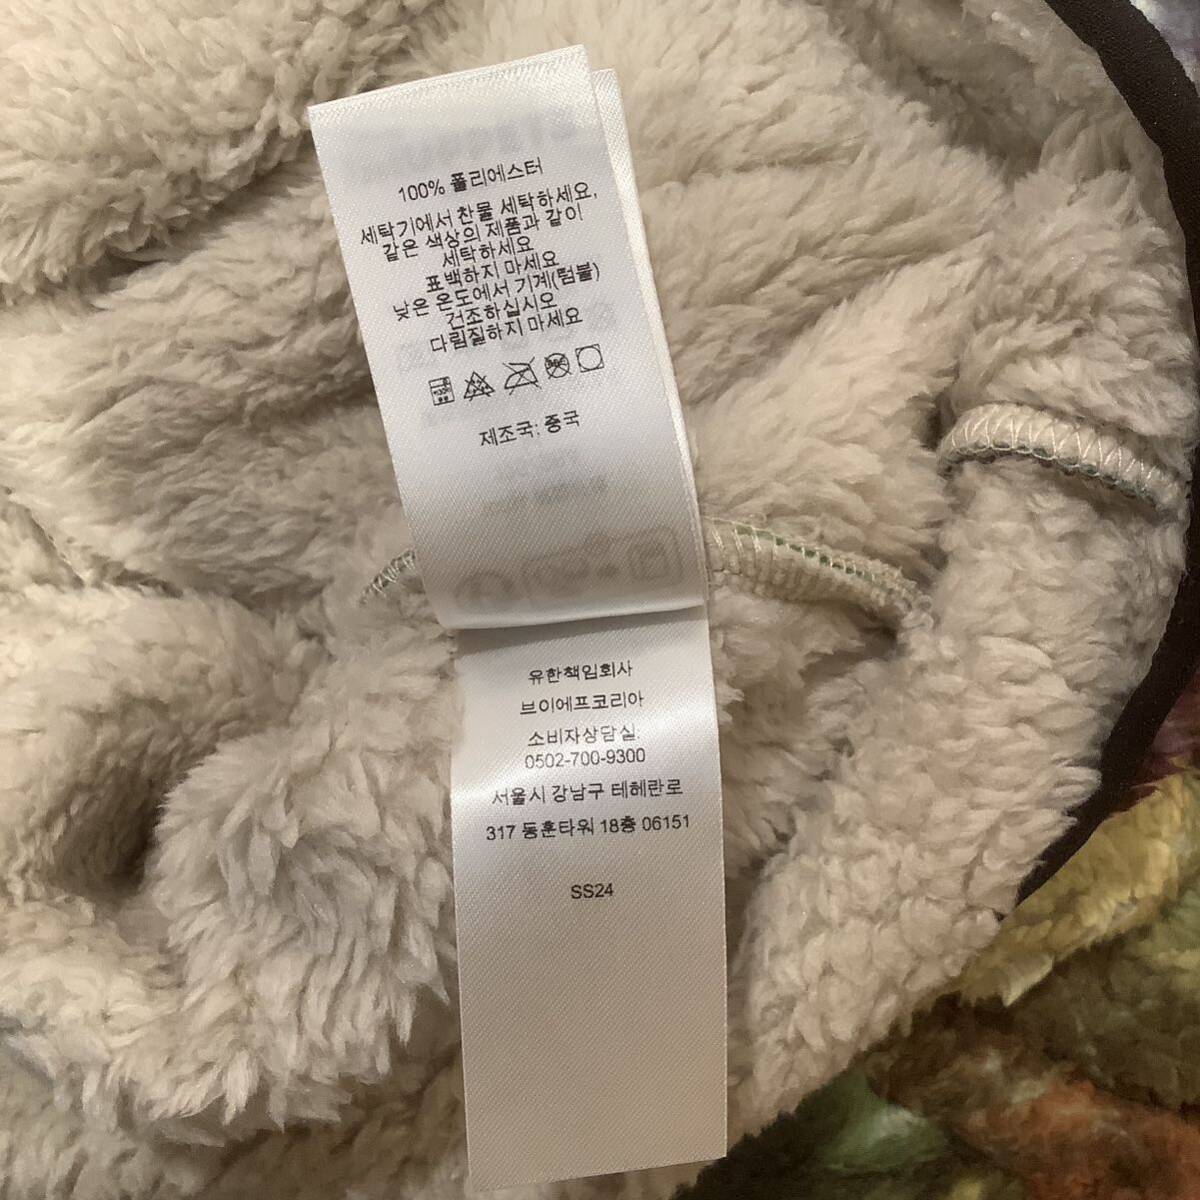 100% 폴리에스터
세탁기에서 찬물 세탁하세요,
같은 색상의 제품과 같이
세탁하세요
표백하지 마세요
낮은 온도에서 기계(텀블)
건조하십시오
다림질하지 마세요
제조국: 중국
유한책임회사
브이에프코리아
소비자상담실:
0502-700-9300
서울시 강남구 테헤란로
317 동훈타워 18층 06151
SS24